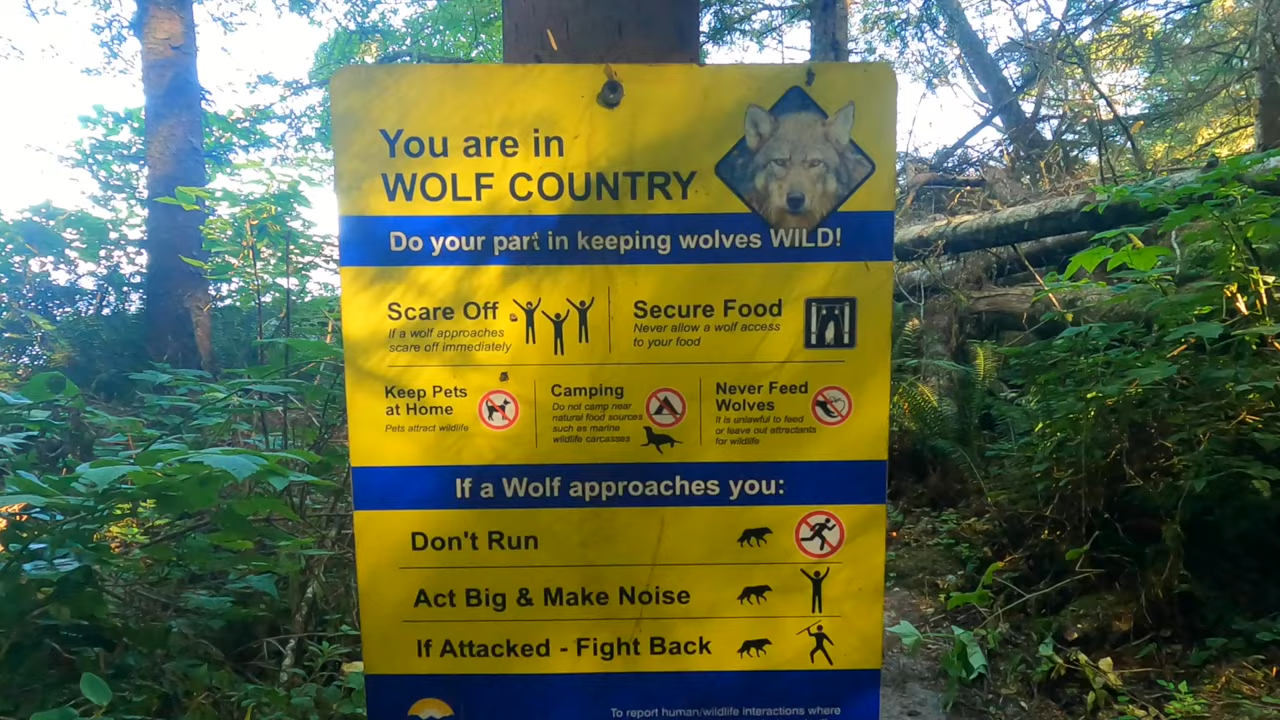 You are in
WOLF COUNTRY
Do your part in keeping wolves WILD!
Scare Off
If a wolf approaches
scare off immediately
Secure Food
Never allow a wolf access
to your food
Keep Pets
at Home
Pets attract wildlife
Camping
Do not camp near
natural food sources
such as marine
wildlife carcasses
Never Feed
Wolves
It is unlawful to feed
or leave out attractants
for wildlife
If a Wolf approaches you:
Don't Run
Act Big & Make Noise
If Attacked - Fight Back
To report human/wildlife interactions where